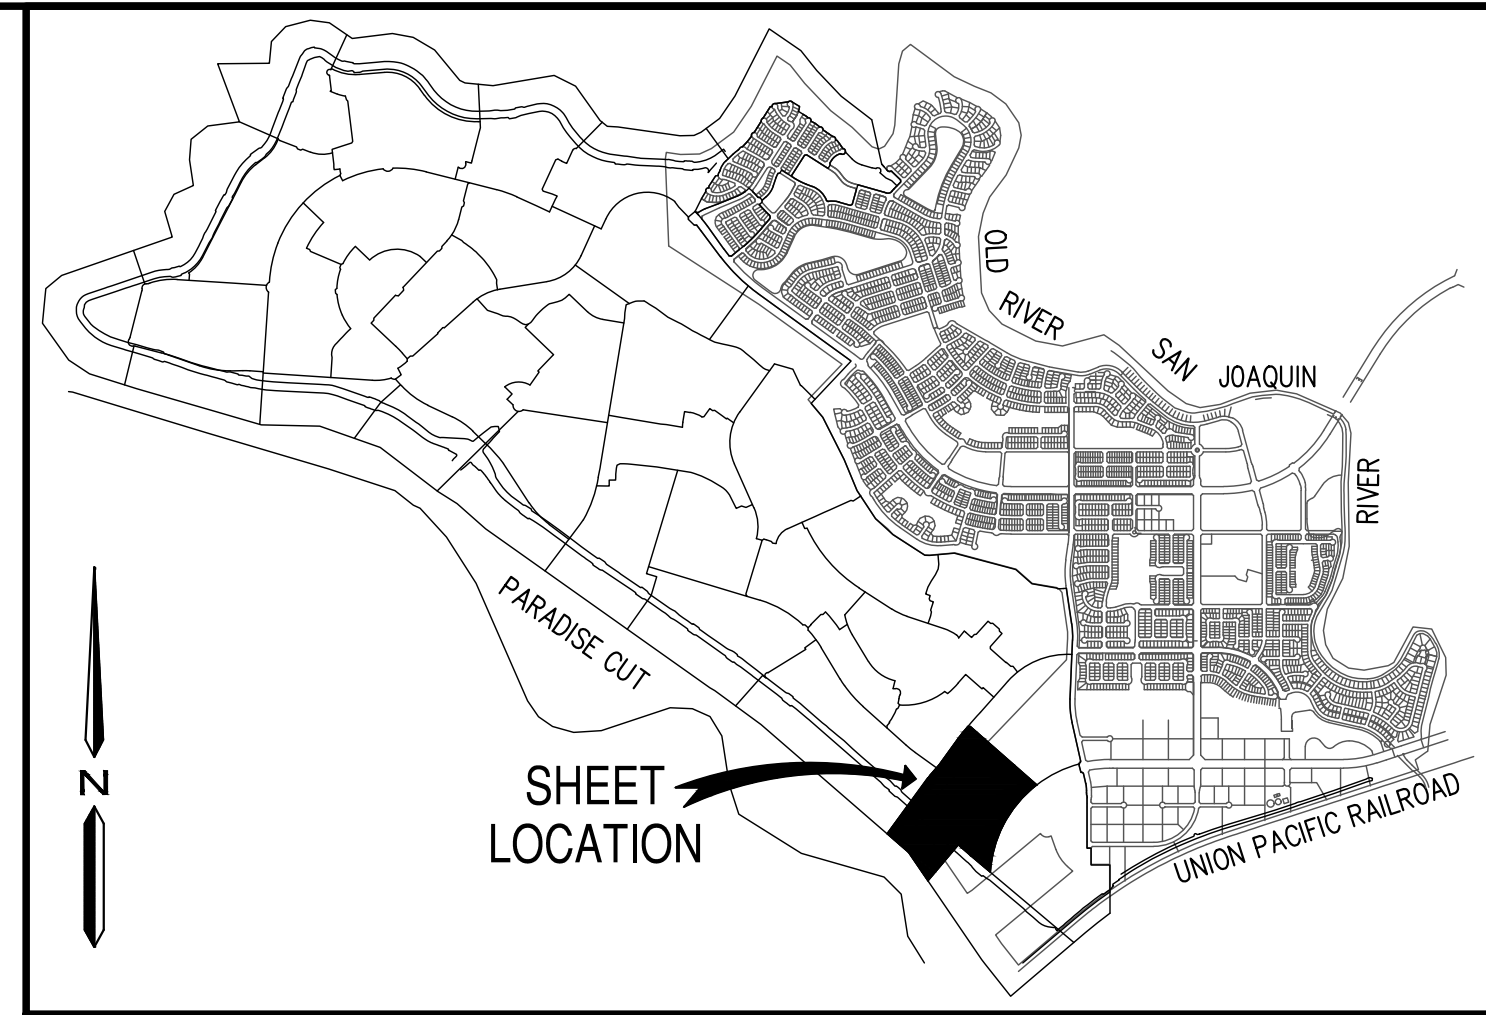 OLD
RIVER
SAN
JOAQUIN
RIVER
PARADISE CUT
N
SHEET
LOCATION
UNION PACIFIC RAILROAD